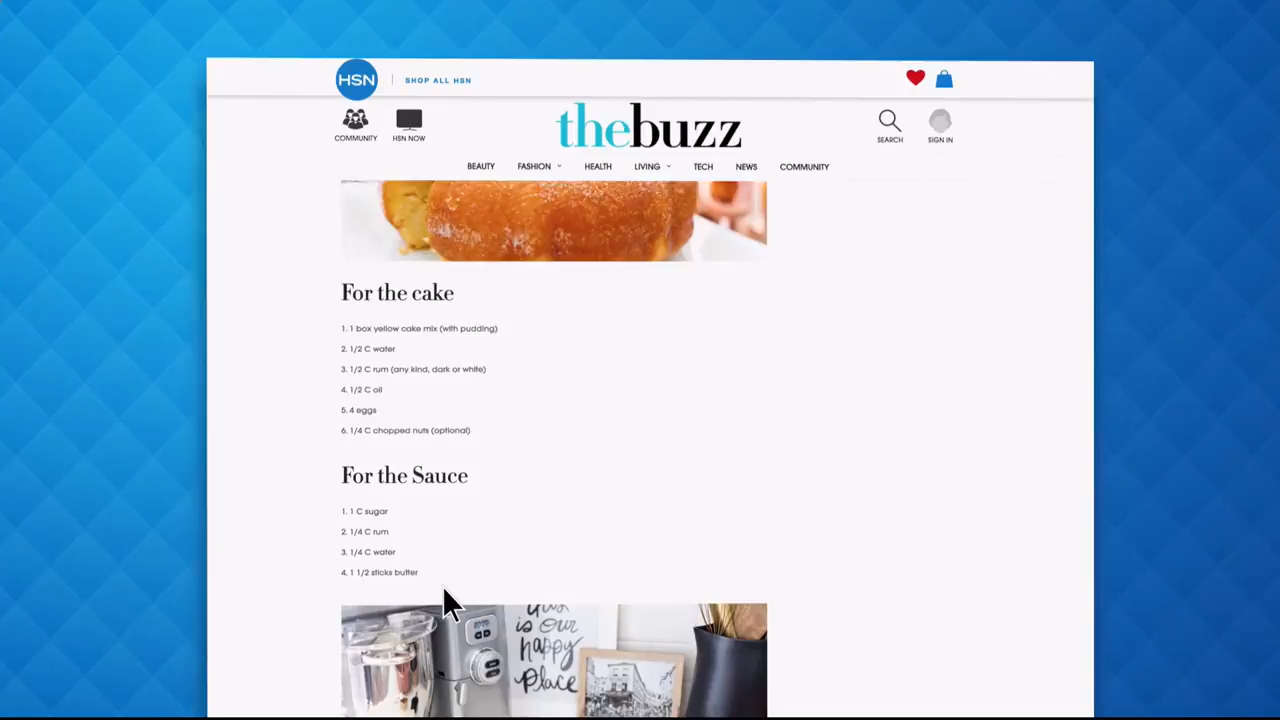 HSN
SHOP ALL HSN
COMMUNITY
HSN NOW
thebuzz
SEARCH
SIGN IN
BEAUTY
FASHION
HEALTH
LIVING
TECH
NEWS
COMMUNITY
For the cake
1. 1 box yellow cake mix (with pudding)
2. 1/2 C water
3. 1/2 C rum (any kind, dark or white)
4. 1/2 C oil
5. 4 eggs
6. 1/4 C chopped nuts (optional)
For the Sauce
1. 1 C sugar
2. 1/4 C rum
3. 1/4 C water
4. 1 1/2 sticks butter
this
is our
happy
place